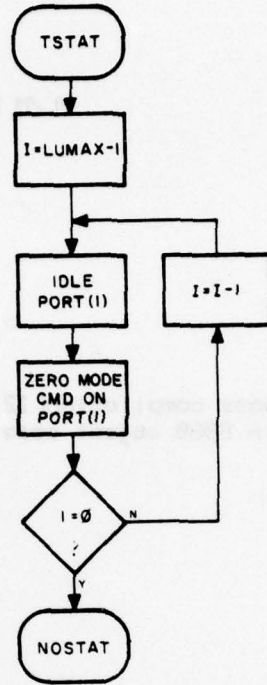 TSTAT
I=LUMAX-1
IDLE
PORT(I)
I=I-1
ZERO MODE
CMD ON
PORT(I)
I=Ø
?
N
Y
NOSTAT